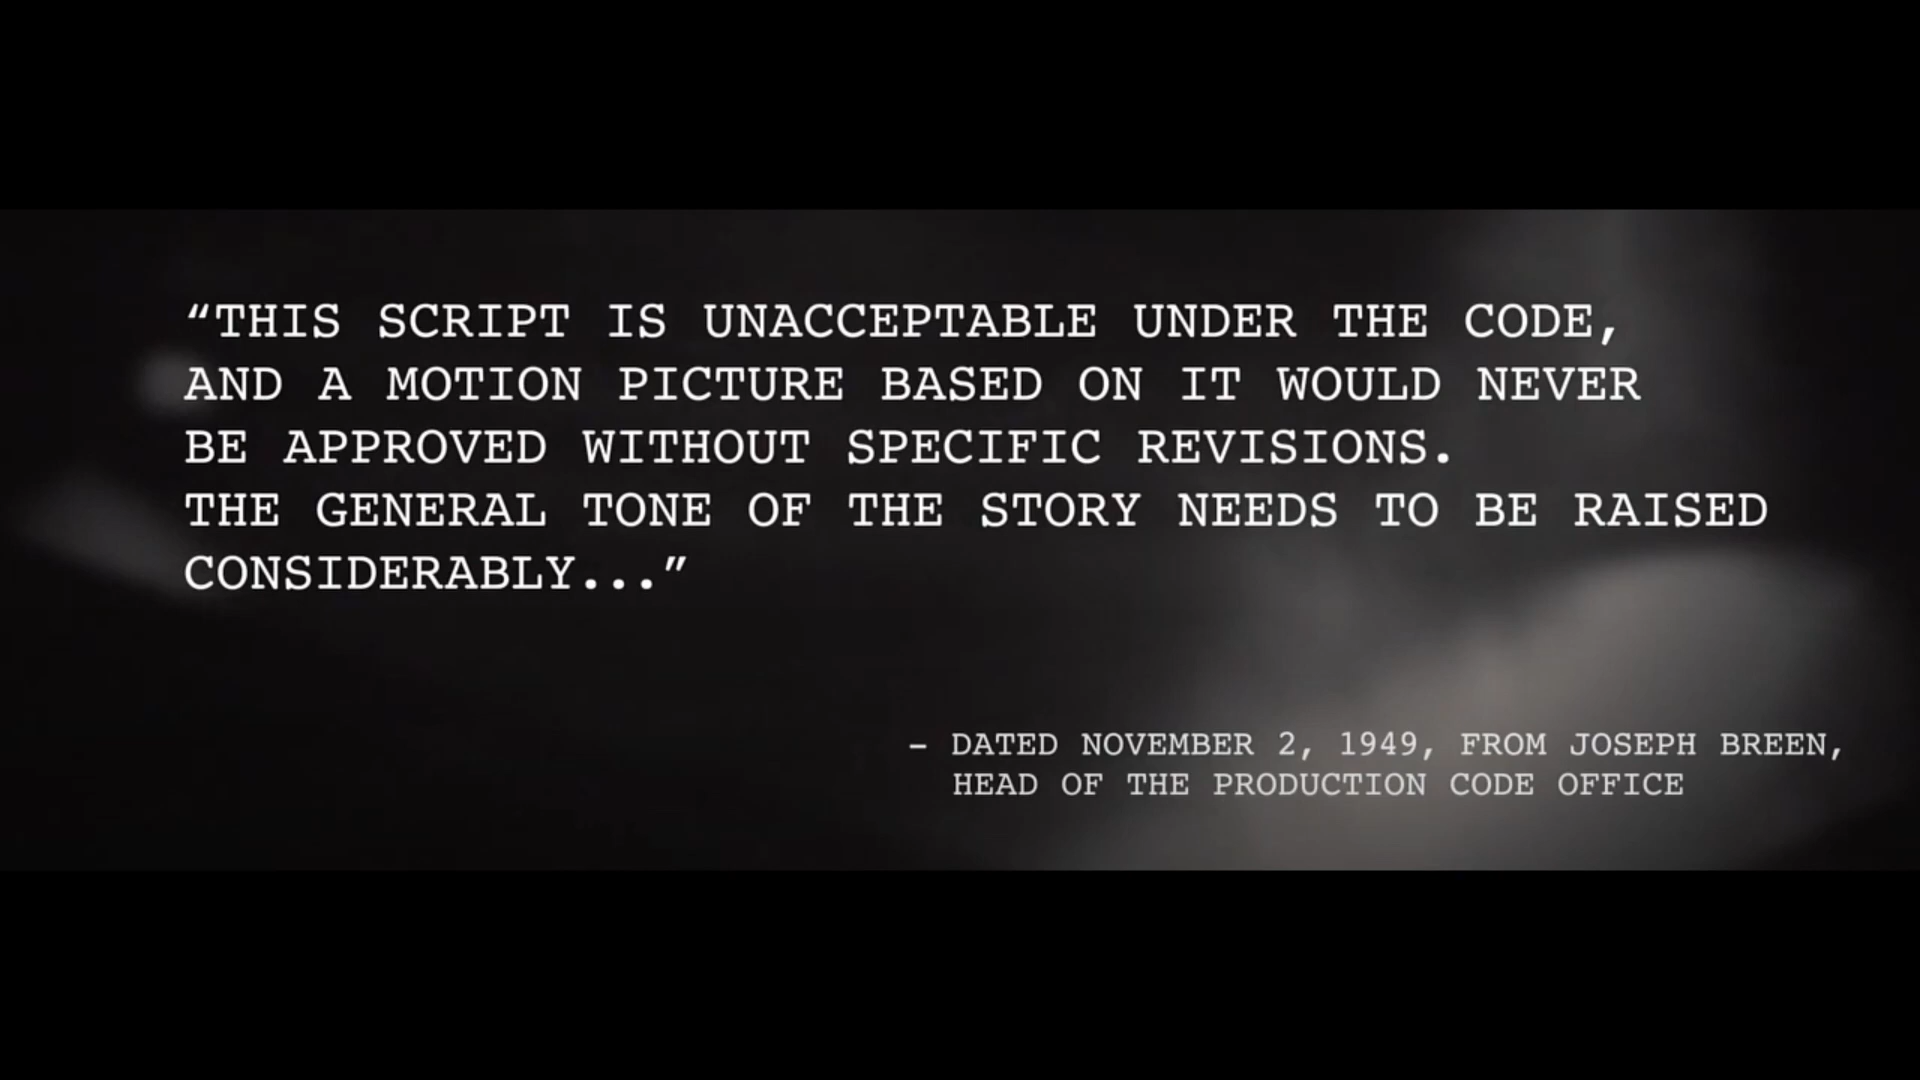 “THIS SCRIPT IS UNACCEPTABLE UNDER THE CODE,
AND A MOTION PICTURE BASED ON IT WOULD NEVER
BE APPROVED WITHOUT SPECIFIC REVISIONS.
THE GENERAL TONE OF THE STORY NEEDS TO BE RAISED
CONSIDERABLY...”
– DATED NOVEMBER 2, 1949, FROM JOSEPH BREEN,
HEAD OF THE PRODUCTION CODE OFFICE